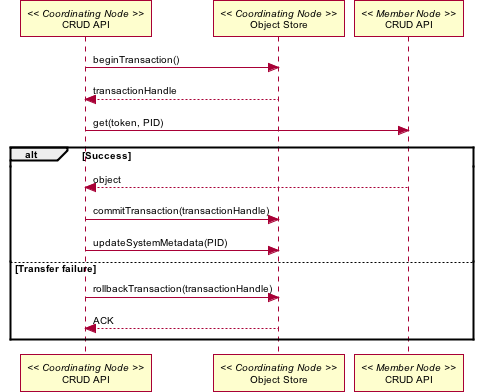 << Coordinating Node >>
CRUD API
<< Coordinating Node >>
Object Store
<< Member Node >>
CRUD API
beginTransaction()
transactionHandle
get(token, PID)
alt
[Success]
object
commitTransaction(transactionHandle)
updateSystemMetadata(PID)
[Transfer failure]
rollbackTransaction(transactionHandle)
ACK
<< Coordinating Node >>
CRUD API
<< Coordinating Node >>
Object Store
<< Member Node >>
CRUD API